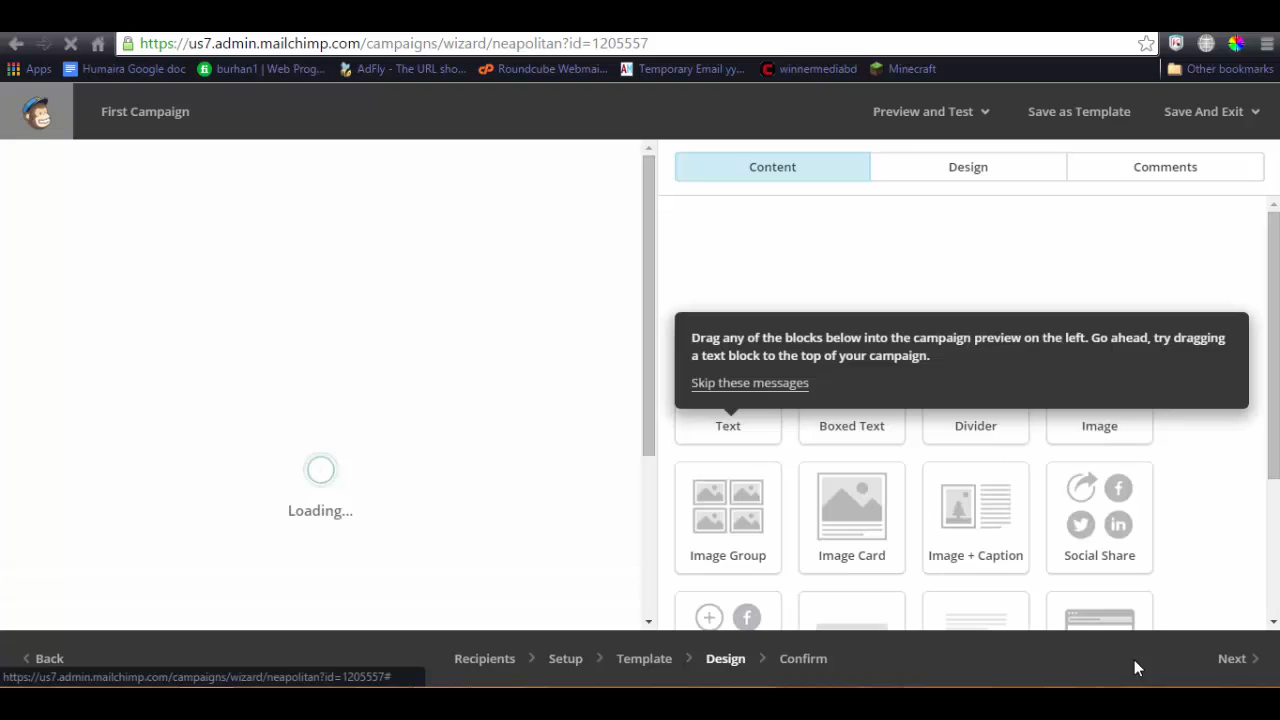 https://us7.admin.mailchimp.com/campaigns/wizard/neapolitan?id=1205557
Apps
Humaira Google doc
burhan1 | Web Prog...
AdFly - The URL sho...
Roundcube Webmai...
Temporary Email yy...
winnermediabd
Minecraft
Other bookmarks
First Campaign
Preview and Test
Save as Template
Save And Exit
Content
Design
Comments
Drag any of the blocks below into the campaign preview on the left. Go ahead, try dragging
a text block to the top of your campaign.
Skip these messages
Text
Boxed Text
Divider
Image
Loading...
Image Group
Image Card
Image + Caption
Social Share
Back
Recipients
Setup
Template
Design
Confirm
Next
https://us7.admin.mailchimp.com/campaigns/wizard/neapolitan?id=1205557#